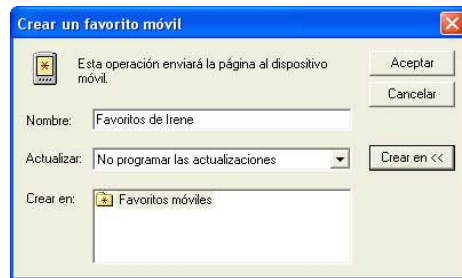 Crear un favorito móvil
Esta operación enviará la página al dispositivo
móvil.
Aceptar
Cancelar
Nombre: Favoritos de Irene
Actualizar: No programar las actualizaciones
Crear en <<
Crear en: Favoritos móviles